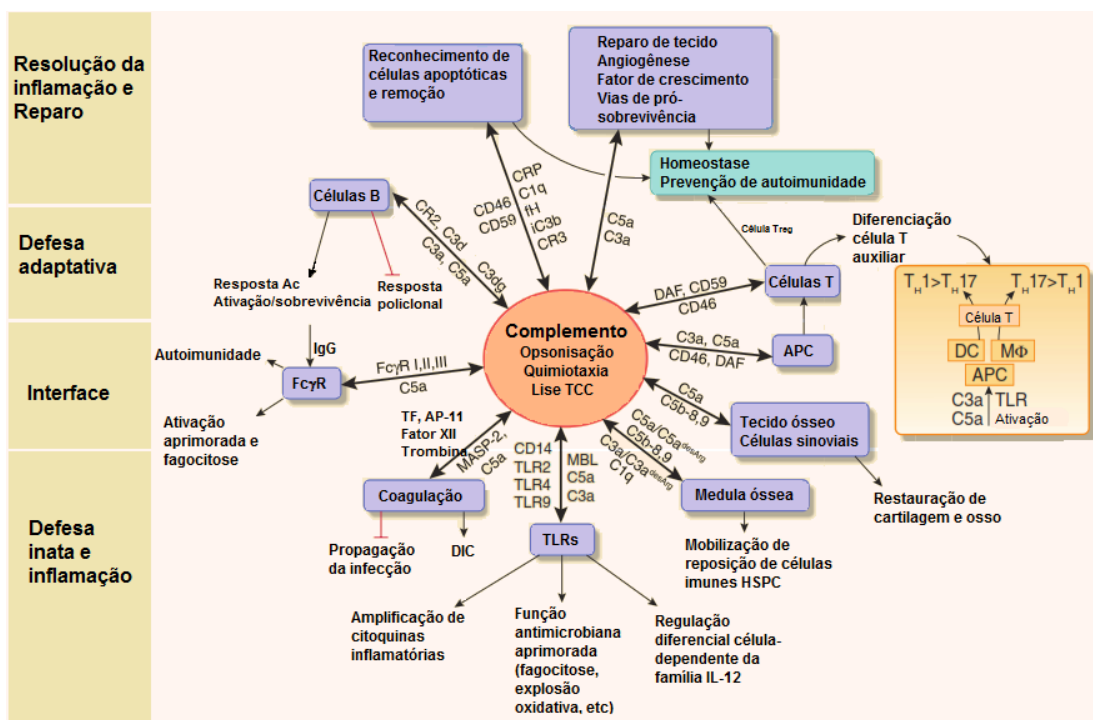 Resolução da
inflamação e
Reparo
Defesa
adaptativa
Interface
Defesa
inata e
inflamação
Reconhecimento de
células apoptóticas
e remoção
Reparo de tecido
Angiogênese
Fator de crescimento
Vias de pró-
sobrevivência
Homeostase
Prevenção de autoimunidade
Células B
CR2, C3d
C3a, C5a
C3dg
CD46
CD59
CRP
C1q
fH
iC3b
CR3
C5a
C3a
Célula Treg
Diferenciação
célula T
auxiliar
Resposta Ac
Ativação/sobrevivência
Resposta
policlonal
DAF, CD59
CD46
Células T
Complemento
Opsonisação
Quimiotaxia
Lise TCC
C3a, C5a
CD46, DAF
APC
TH1>TH17
TH17>TH1
Célula T
DC
MΦ
APC
C3a
C5a
TLR
Ativação
Autoimunidade
IgG
FcγR
FcγR I,II,III
C5a
Ativação
aprimorada e
fagocitose
TF, AP-11
Fator XII
Trombina
MASP-2,
C5a
Coagulação
Propagação
da infecção
DIC
CD14
TLR2
TLR4
TLR9
MBL
C5a
C3a
TLRs
C5a
C5b-8,9
Tecido ósseo
Células sinoviais
Restauração de
cartilagem e osso
C5a/C5adesArg
C5b-8,9
C3a/C3adesArg
C1q
Medula óssea
Mobilização de
reposição de células
imunes HSPC
Amplificação de
citoquinas
inflamatórias
Função
antimicrobiana
aprimorada
(fagocitose,
explosão
oxidativa, etc)
Regulação
diferencial célula-
dependente da
família IL-12